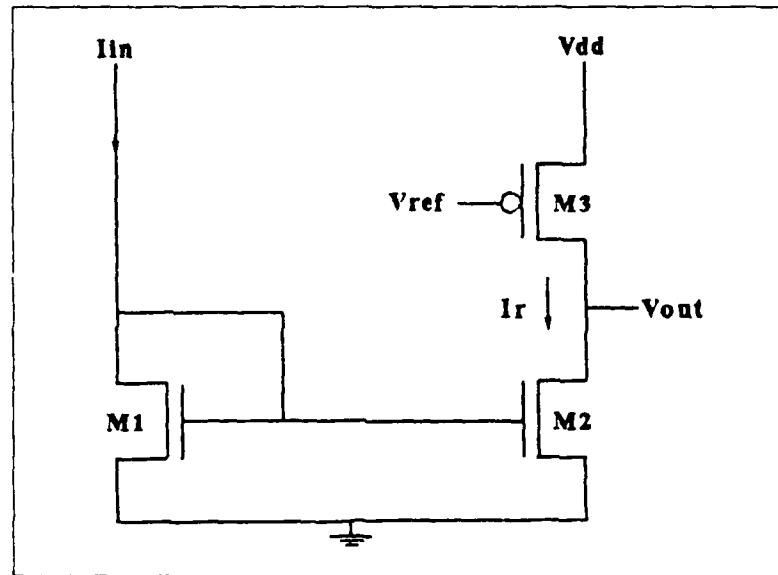 Iin
Vdd
Vref
M3
Ir
Vout
M1
M2